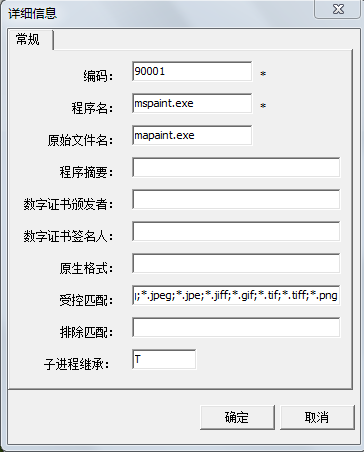 详细信息
常规
编码： 90001 *
程序名： mspaint.exe *
原始文件名： mapaint.exe
程序摘要：
数字证书颁发者：
数字证书签名人：
原生格式：
受控匹配： ;*.jpeg;*.jpe;*.jiff;*.gif;*.tif;*.tiff;*.png
排除匹配：
子进程继承： T
确定 取消